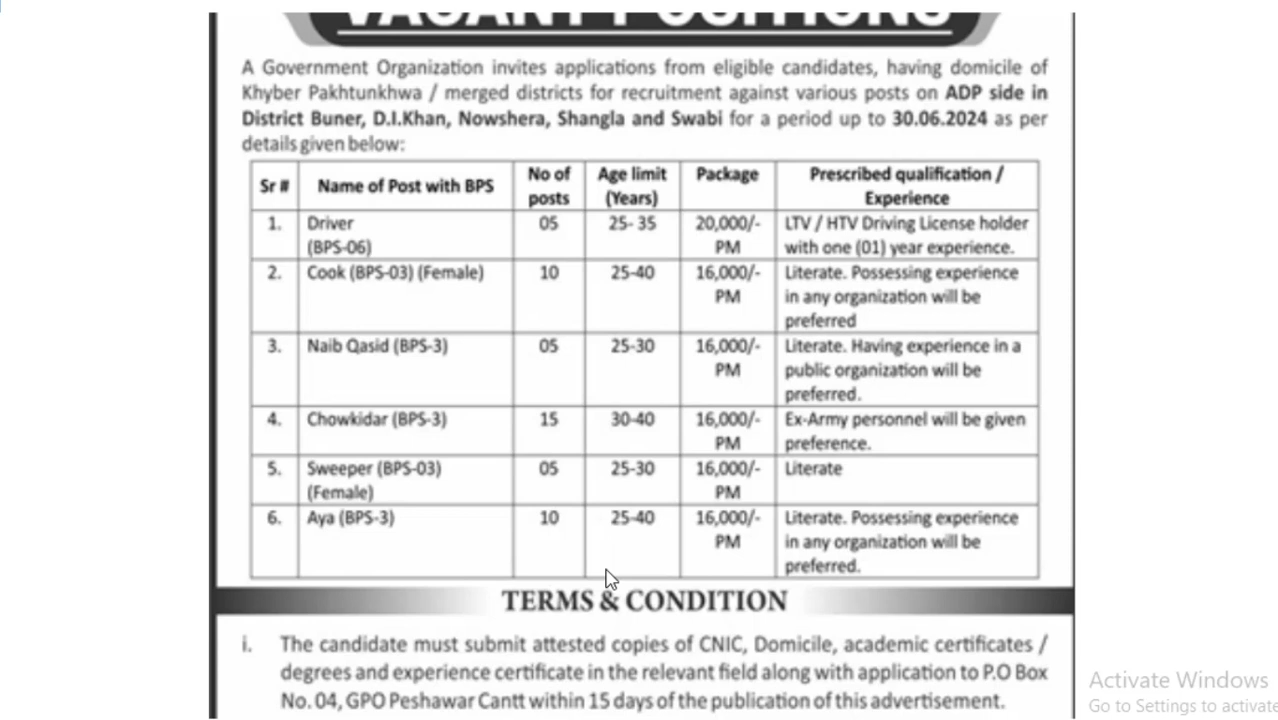 VACANT POSITIONS
A Government Organization invites applications from eligible candidates, having domicile of
Khyber Pakhtunkhwa / merged districts for recruitment against various posts on ADP side in
District Buner, D.I.Khan, Nowshera, Shangla and Swabi for a period up to 30.06.2024 as per
details given below:
Sr # Name of Post with BPS No of posts Age limit (Years) Package Prescribed qualification / Experience
1. Driver (BPS-06) 05 25- 35 20,000/- PM LTV / HTV Driving License holder with one (01) year experience.
2. Cook (BPS-03) (Female) 10 25-40 16,000/- PM Literate. Possessing experience in any organization will be preferred
3. Naib Qasid (BPS-3) 05 25-30 16,000/- PM Literate. Having experience in a public organization will be preferred.
4. Chowkidar (BPS-3) 15 30-40 16,000/- PM Ex-Army personnel will be given preference.
5. Sweeper (BPS-03) (Female) 05 25-30 16,000/- PM Literate
6. Aya (BPS-3) 10 25-40 16,000/- PM Literate. Possessing experience in any organization will be preferred.
TERMS & CONDITION
i. The candidate must submit attested copies of CNIC, Domicile, academic certificates /
degrees and experience certificate in the relevant field along with application to P.O Box
No. 04, GPO Peshawar Cantt within 15 days of the publication of this advertisement.
Activate Windows
Go to Settings to activate